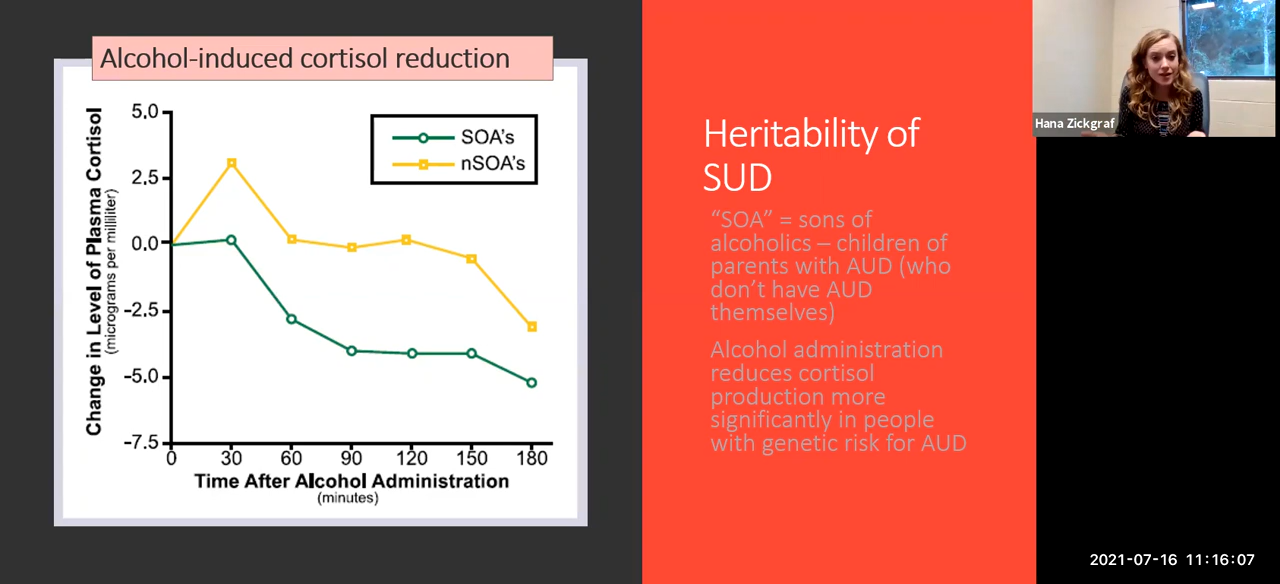 Alcohol-induced cortisol reduction
Change in Level of Plasma Cortisol
(micrograms per milliliter)
5.0
2.5
0.0
-2.5
-5.0
-7.5
SOA's
nSOA's
0 30 60 90 120 150 180
Time After Alcohol Administration
(minutes)
Heritability of
SUD
“SOA” = sons of
alcoholics – children of
parents with AUD (who
don’t have AUD
themselves)
Alcohol administration
reduces cortisol
production more
significantly in people
with genetic risk for AUD
Hana Zickgraf
2021-07-16 11:16:07